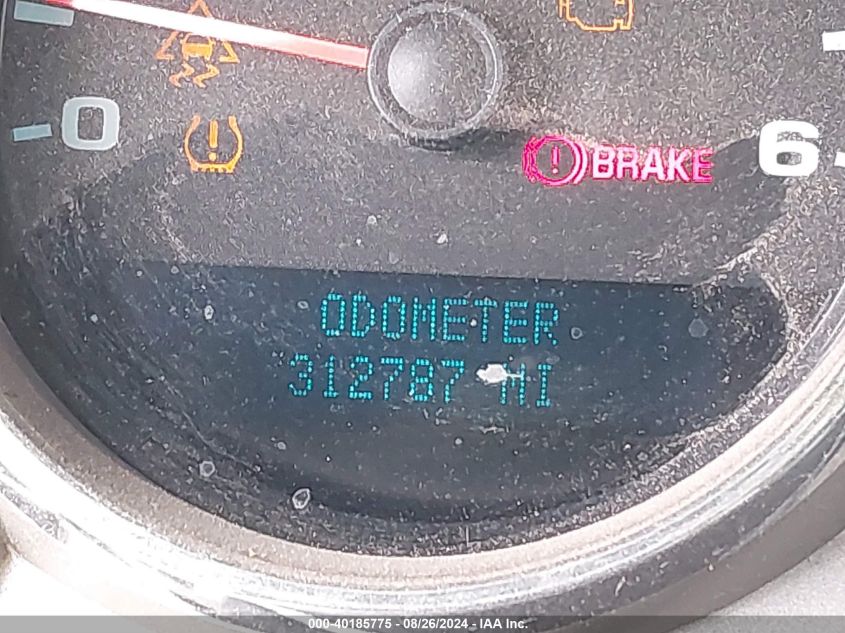 0
BRAKE
6
ODOMETER
312787 MI
000-40185775 - 08/26/2024 - IAA Inc.